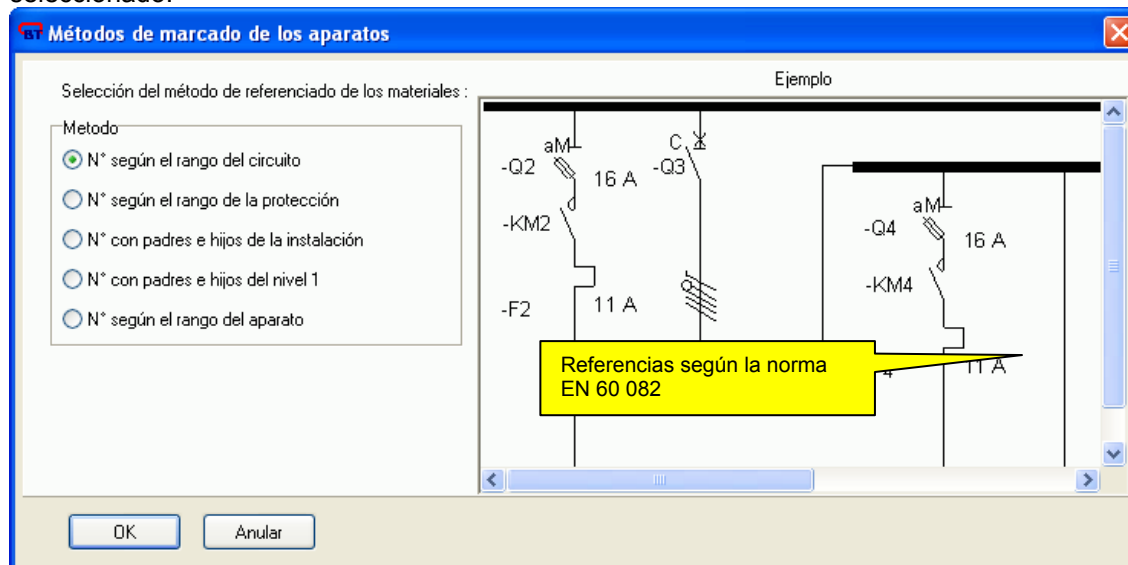 seleccionado.
BT Métodos de marcado de los aparatos
Selección del método de referenciado de los materiales :
Metodo
N° según el rango del circuito
N° según el rango de la protección
N° con padres e hijos de la instalación
N° con padres e hijos del nivel 1
N° según el rango del aparato
Ejemplo
aM
-Q2
16 A
C
-Q3
-KM2
-F2
11 A
aM
-Q4
16 A
-KM4
4
11 A
Referencias según la norma
EN 60 082
OK
Anular